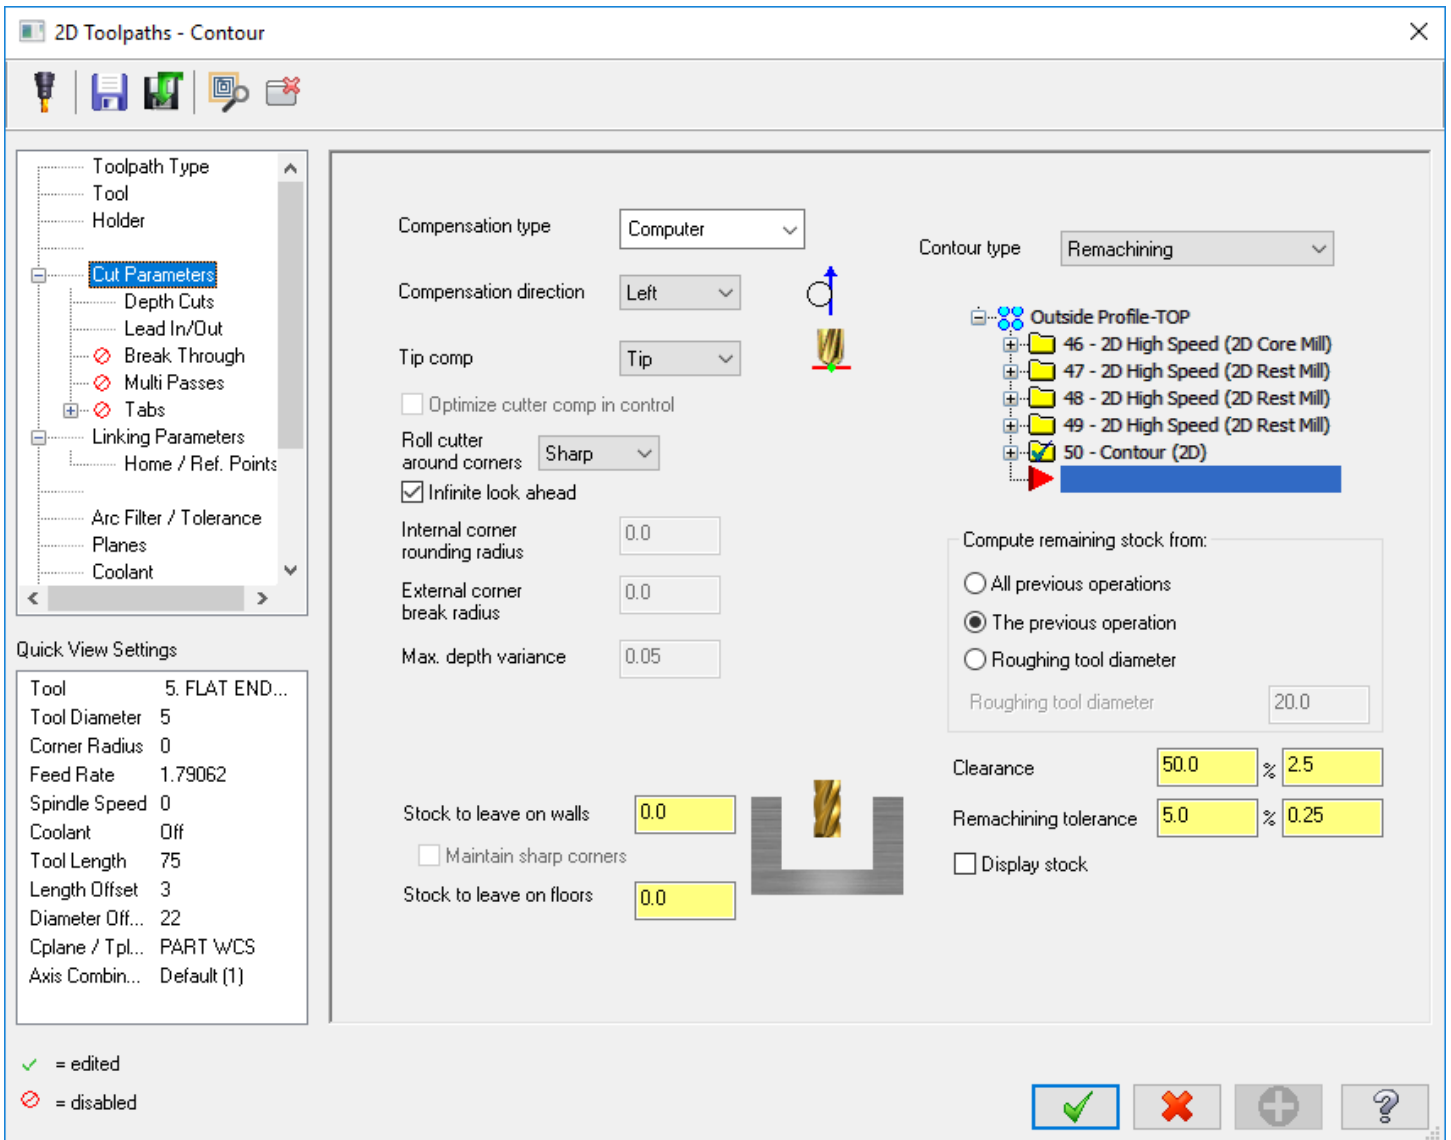 2D Toolpaths - Contour
Toolpath Type
Tool
Holder
Cut Parameters
Depth Cuts
Lead In/Out
Break Through
Multi Passes
Tabs
Linking Parameters
Home / Ref. Points
Arc Filter / Tolerance
Planes
Coolant
Quick View Settings
Tool 5. FLAT END...
Tool Diameter 5
Corner Radius 0
Feed Rate 1.79062
Spindle Speed 0
Coolant Off
Tool Length 75
Length Offset 3
Diameter Off... 22
Cplane / Tpl... PART WCS
Axis Combin... Default (1)
= edited
= disabled
Compensation type Computer
Compensation direction Left
Tip comp Tip
Optimize cutter comp in control
Roll cutter
around corners Sharp
Infinite look ahead
Internal corner
rounding radius 0.0
External corner
break radius 0.0
Max. depth variance 0.05
Stock to leave on walls 0.0
Maintain sharp corners
Stock to leave on floors 0.0
Contour type Remachining
Outside Profile-TOP
46 - 2D High Speed (2D Core Mill)
47 - 2D High Speed (2D Rest Mill)
48 - 2D High Speed (2D Rest Mill)
49 - 2D High Speed (2D Rest Mill)
50 - Contour (2D)
Compute remaining stock from:
All previous operations
The previous operation
Roughing tool diameter
Roughing tool diameter 20.0
Clearance 50.0 % 2.5
Remachining tolerance 5.0 % 0.25
Display stock